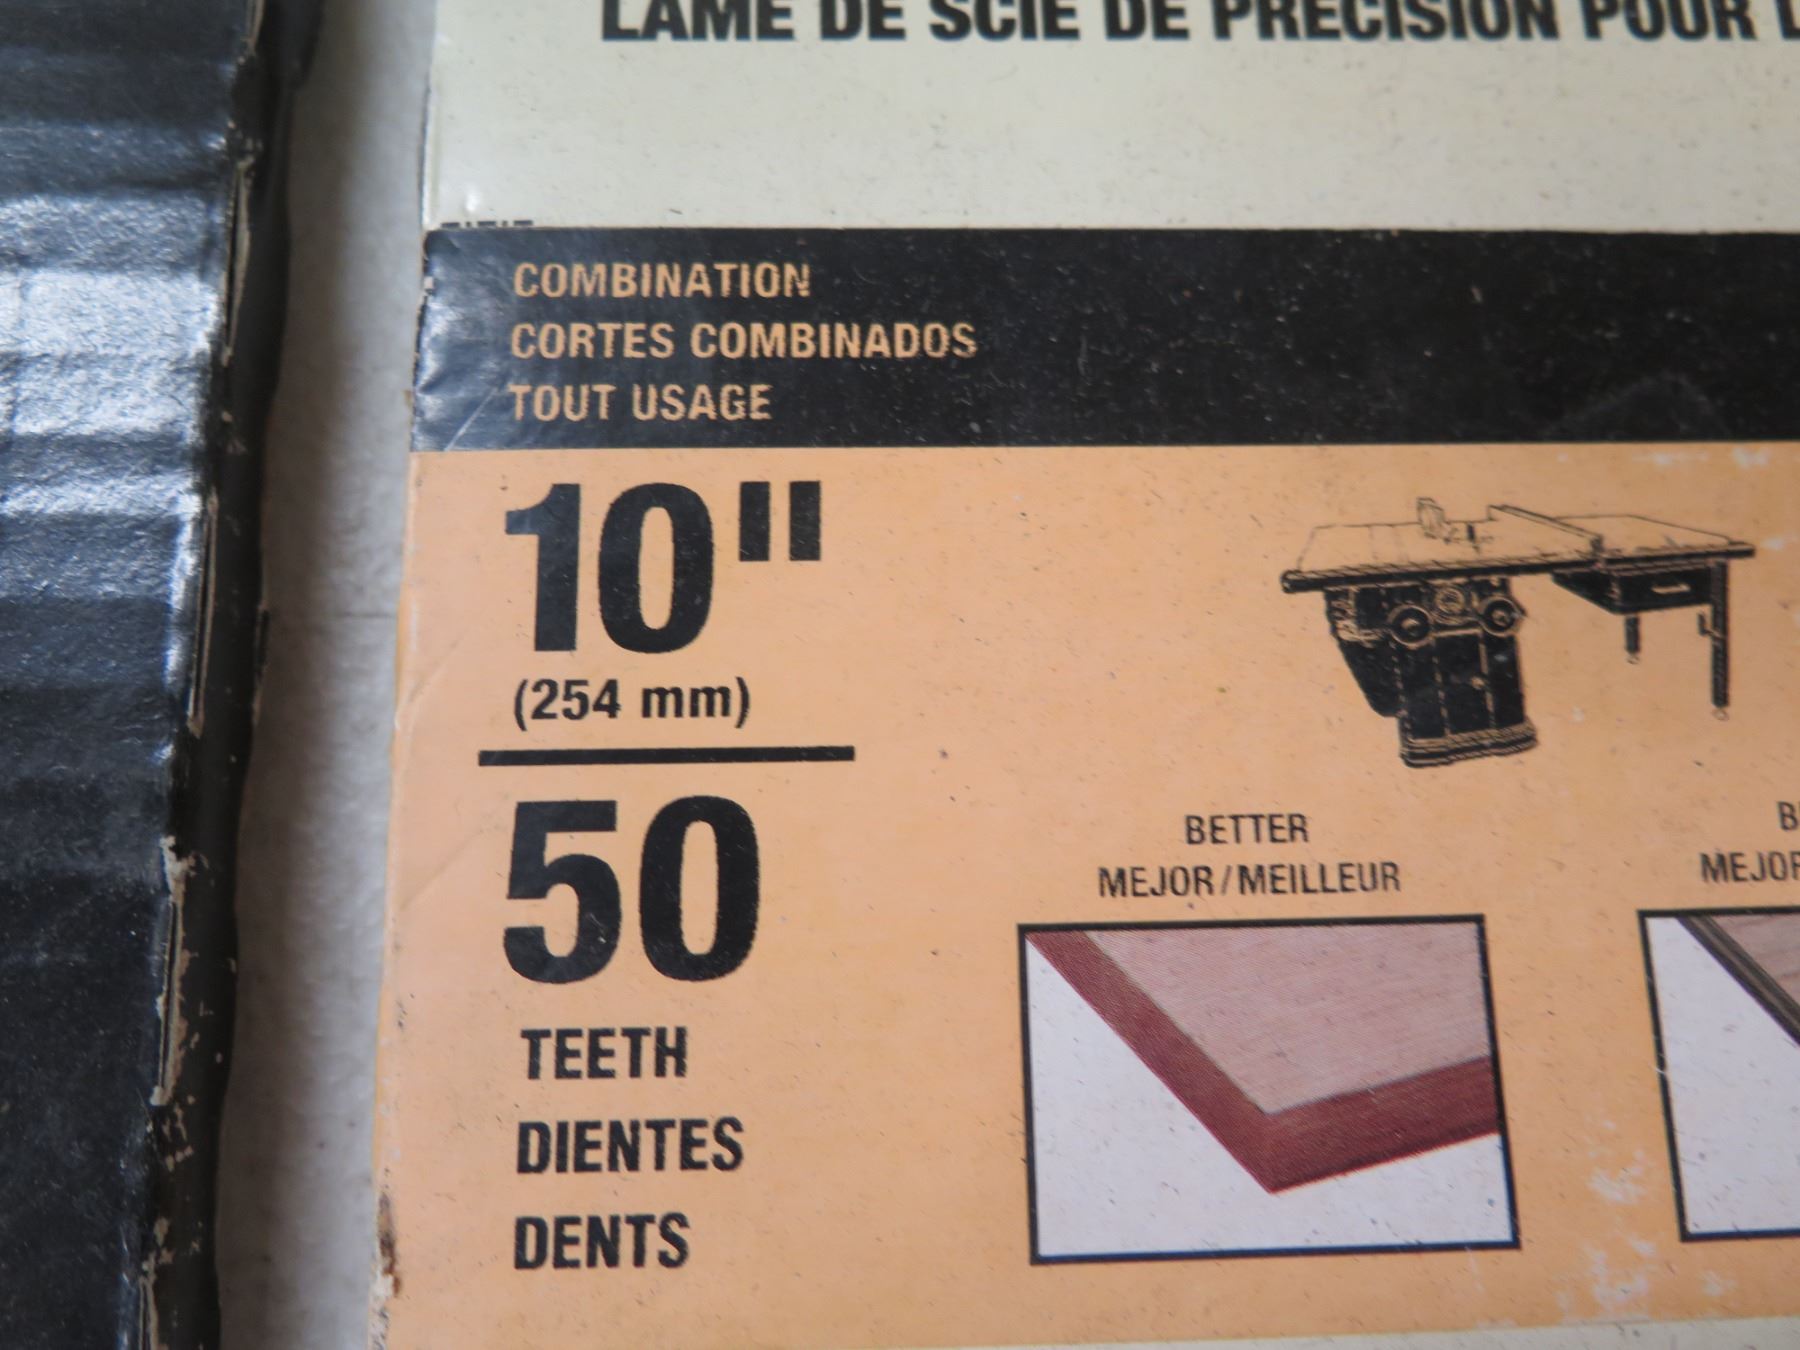 LAME DE SCIE DE PRÉCISION POUR
COMBINATION
CORTES COMBINADOS
TOUT USAGE
10"
(254 mm)
50
TEETH
DIENTES
DENTS
BETTER
MEJOR/MEILLEUR
MEJOR